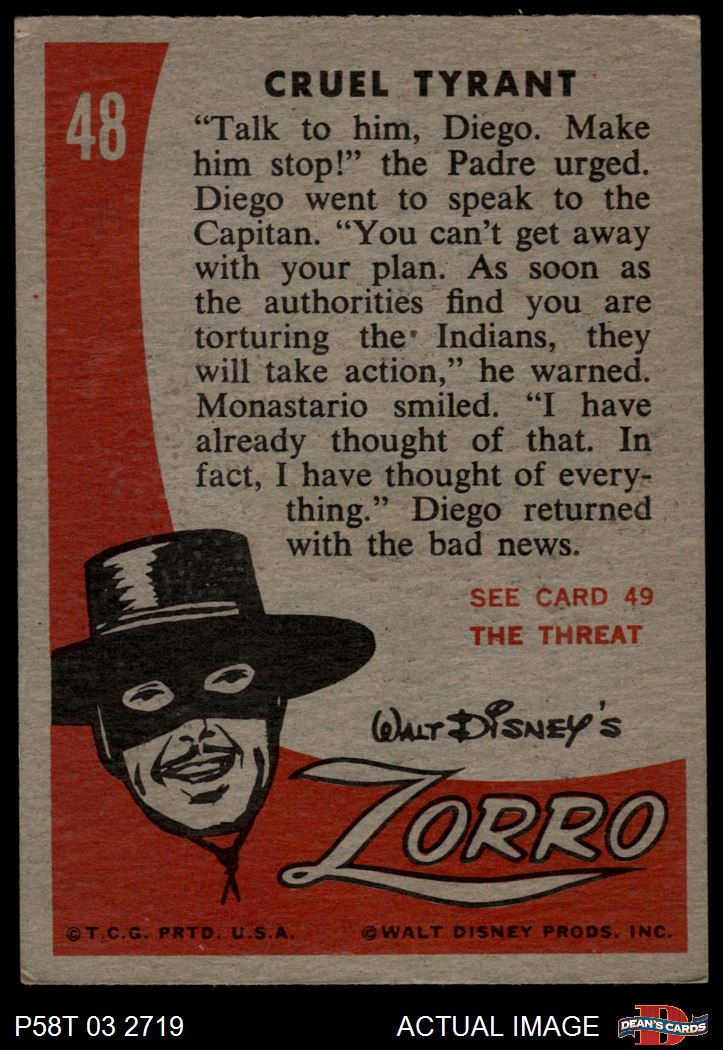 48
CRUEL TYRANT
“Talk to him, Diego. Make
him stop!” the Padre urged.
Diego went to speak to the
Capitan. “You can’t get away
with your plan. As soon as
the authorities find you are
torturing the Indians, they
will take action,” he warned.
Monastario smiled. “I have
already thought of that. In
fact, I have thought of every-
thing.” Diego returned
with the bad news.
SEE CARD 49
THE THREAT
WALT DISNEY’S
ZORRO
© T.C.G. PRTD. U.S.A.
© WALT DISNEY PRODS. INC.
P58T 03 2719
ACTUAL IMAGE
D
DEAN'S CARDS